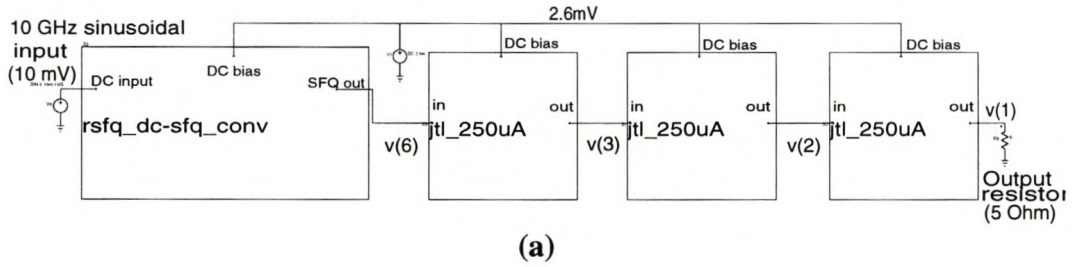 2.6mV
10 GHz sinusoidal
input
(10 mV)
DC input
DC bias
SFQ out
rsfq_dc-sfq_conv
v(6)
DC bias
in
out
jtl_250uA
v(3)
DC bias
in
out
jtl_250uA
v(2)
DC bias
in
out
jtl_250uA
v(1)
Output
resistor
(5 Ohm)
(a)